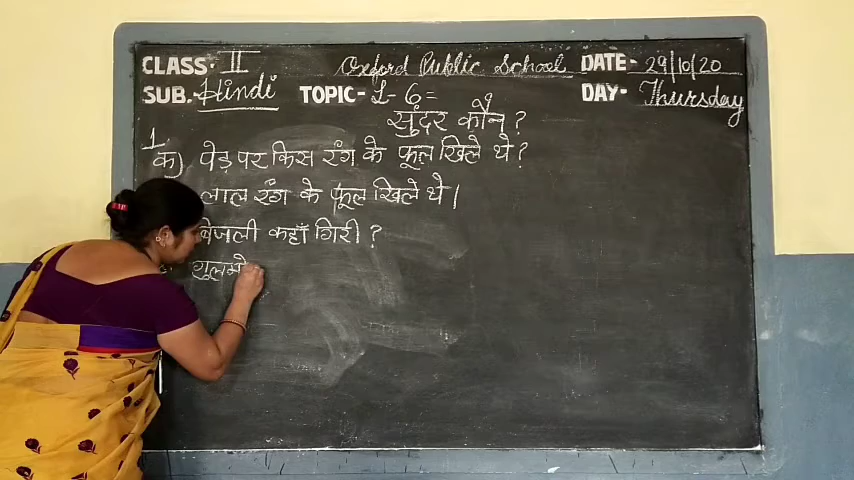 CLASS- II Oxford Public School DATE- 29/10/20
SUB.- Hindi TOPIC- L-6= DAY- Thursday
सुंदर कौन ?
1.
क) पेड़ पर किस रंग के फूल खिले थे ?
लाल रंग के फूल खिले थे |
बिजली कहाँ गिरी ?
गुलमो